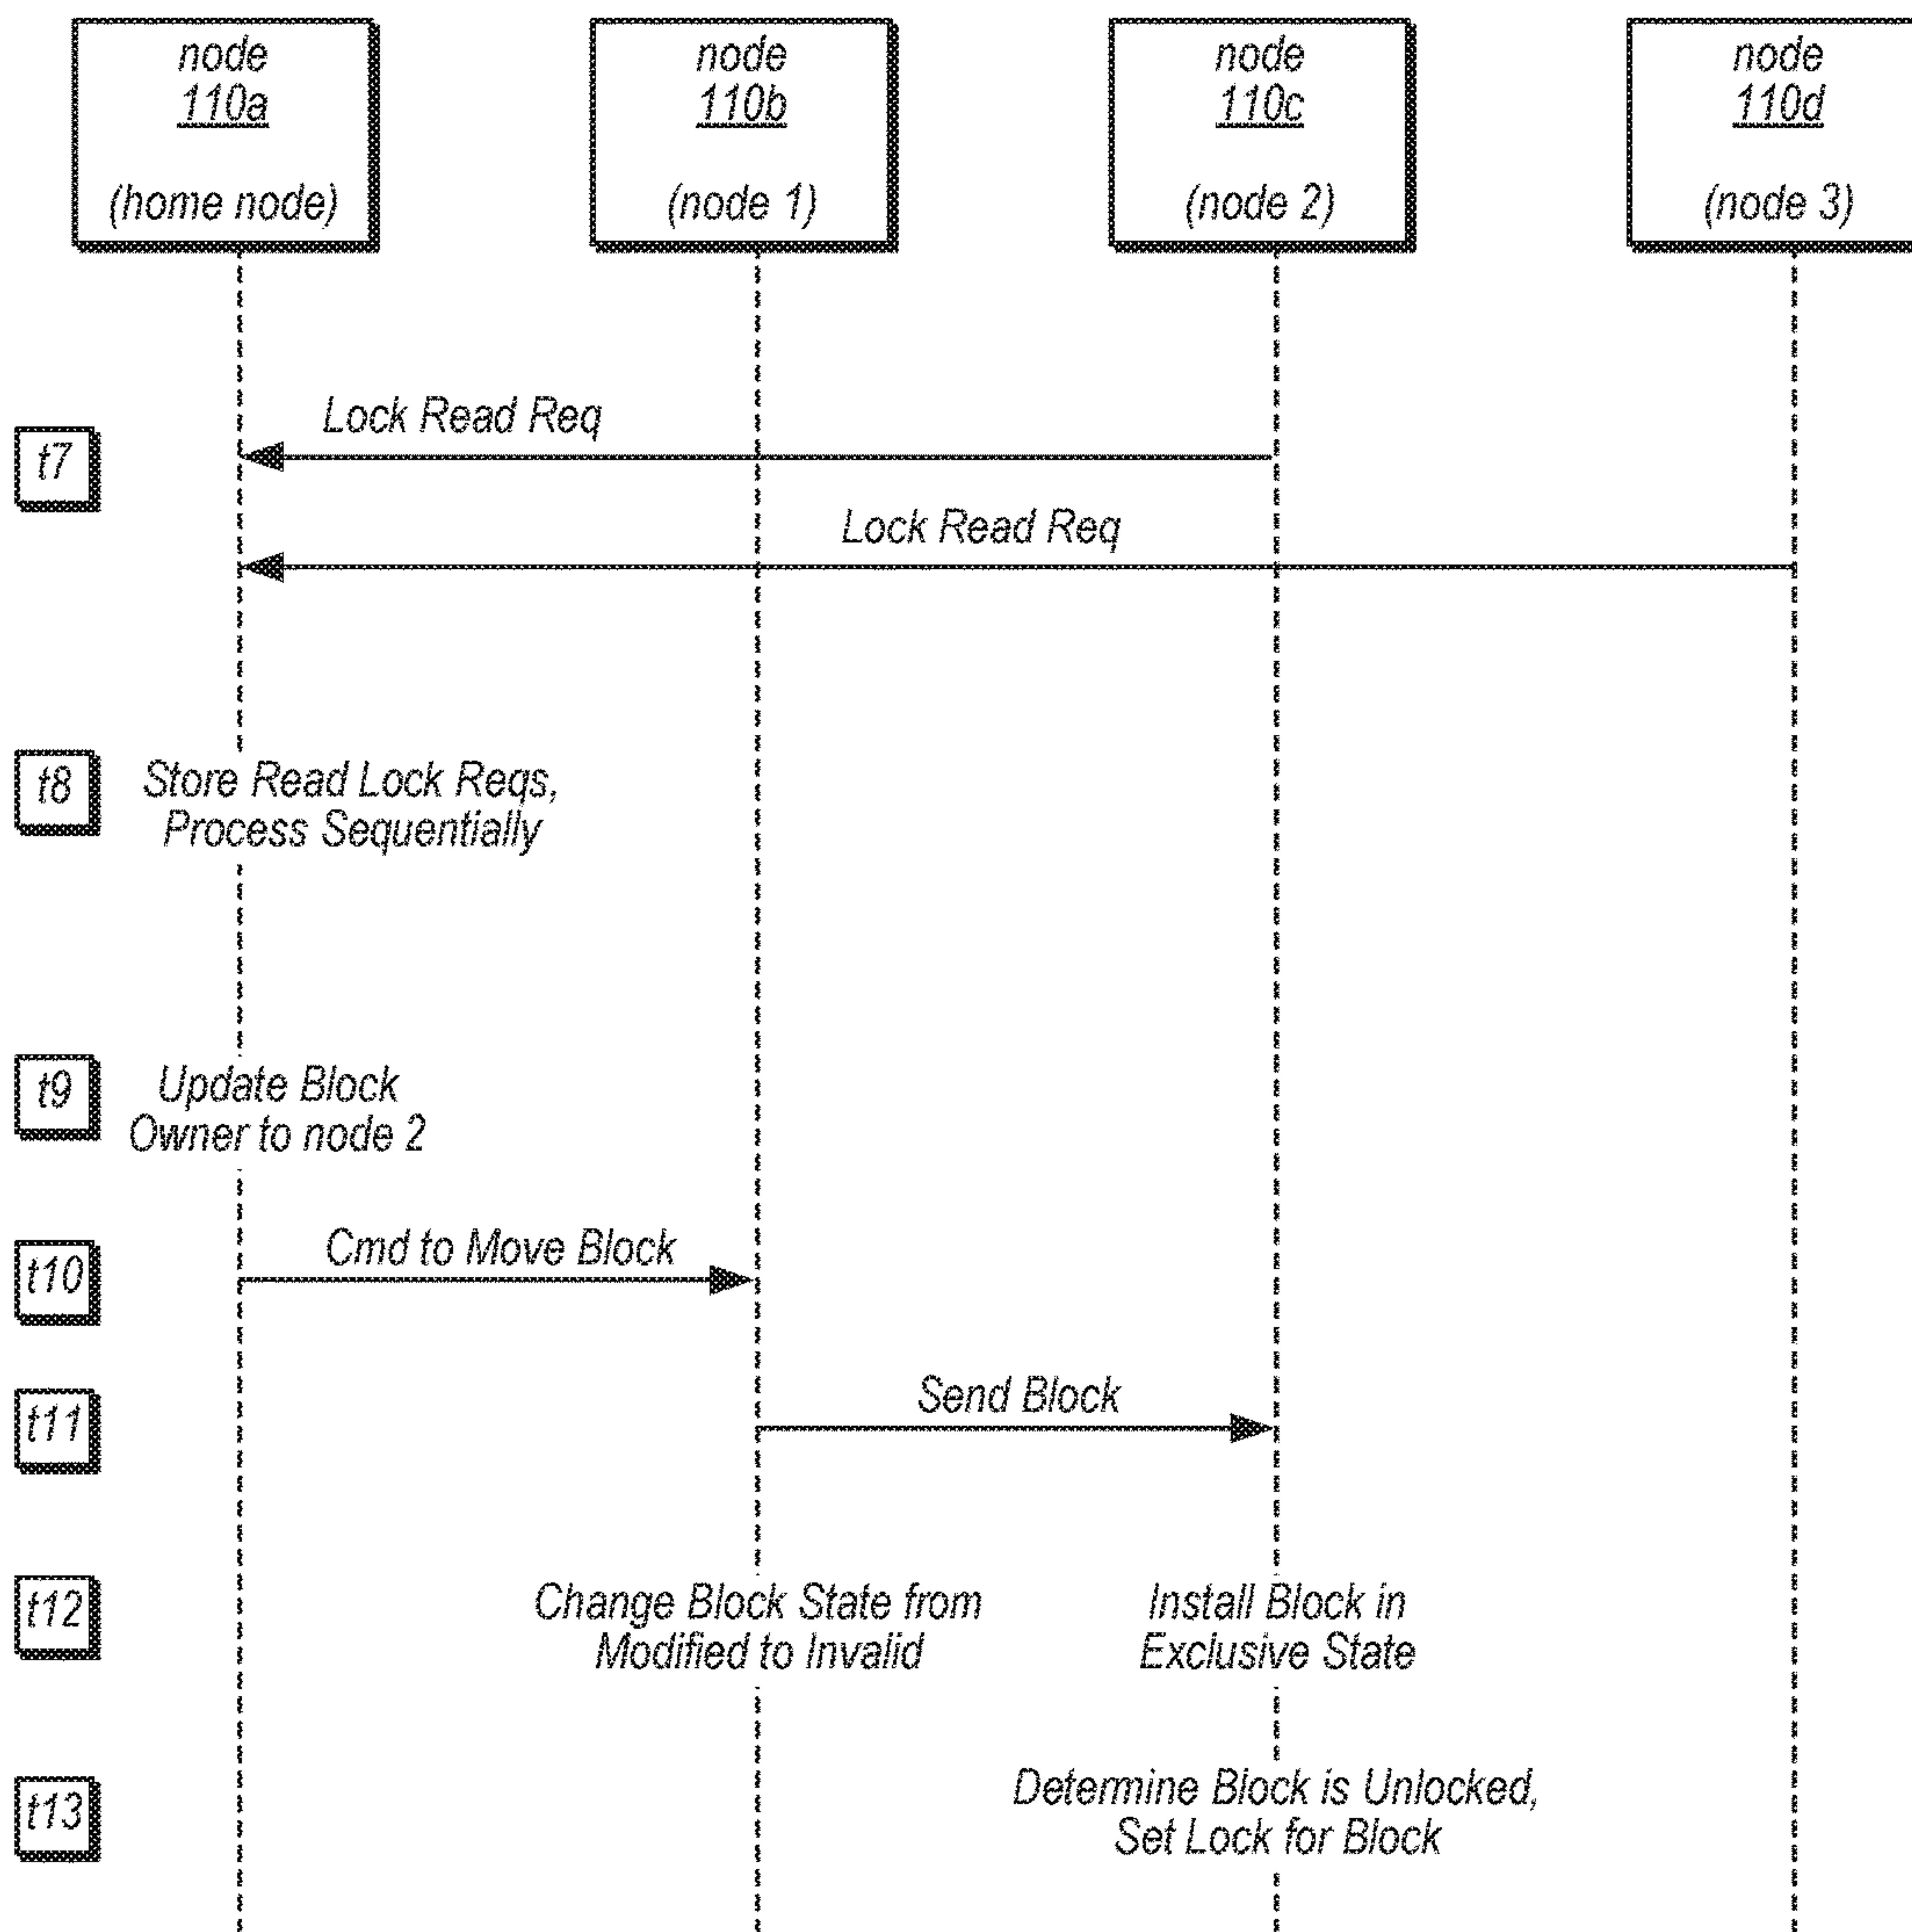 node
110a
(home node)
node
110b
(node 1)
node
110c
(node 2)
node
110d
(node 3)
t7
Lock Read Req
Lock Read Req
t8
Store Read Lock Reqs,
Process Sequentially
t9
Update Block
Owner to node 2
t10
Cmd to Move Block
t11
Send Block
t12
Change Block State from
Modified to Invalid
Install Block in
Exclusive State
t13
Determine Block is Unlocked,
Set Lock for Block